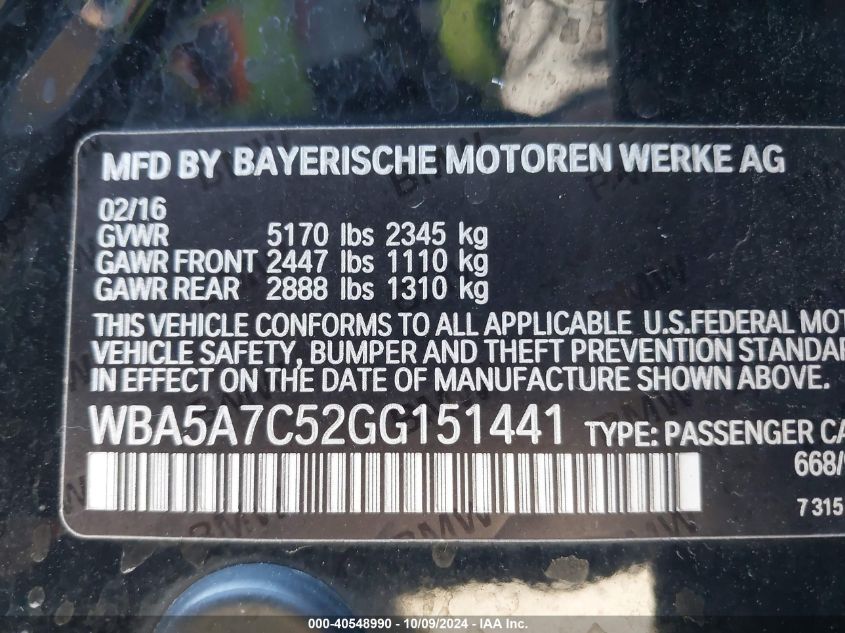 MFD BY BAYERISCHE MOTOREN WERKE AG
02/16
GVWR 5170 lbs 2345 kg
GAWR FRONT 2447 lbs 1110 kg
GAWR REAR 2888 lbs 1310 kg
THIS VEHICLE CONFORMS TO ALL APPLICABLE U.S.FEDERAL MOT
VEHICLE SAFETY, BUMPER AND THEFT PREVENTION STANDAR
IN EFFECT ON THE DATE OF MANUFACTURE SHOWN ABOVE.
WBA5A7C52GG151441 TYPE: PASSENGER CA
668/
7 315
000-40548990 - 10/09/2024 - IAA, Inc.